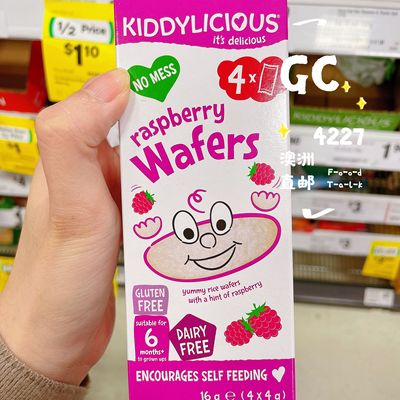 1/2 Price
$1.10
KIDDYLICIOUS
it's delicious
NO MESS
4x
GC
raspberry
Wafers
4227
澳洲
直邮
F-o-o-d
T-a-l-k
yummy rice wafers
with a hint of raspberry
GLUTEN
FREE
suitable for
6
months+
to grown ups
DAIRY
FREE
ENCOURAGES SELF FEEDING
16g e (4x4g)
KIDDYLICIOUS